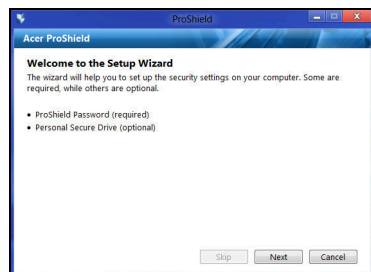 ProShield
Acer ProShield
Welcome to the Setup Wizard
The wizard will help you to set up the security settings on your computer. Some are
required, while others are optional.
• ProShield Password (required)
• Personal Secure Drive (optional)
Skip Next Cancel